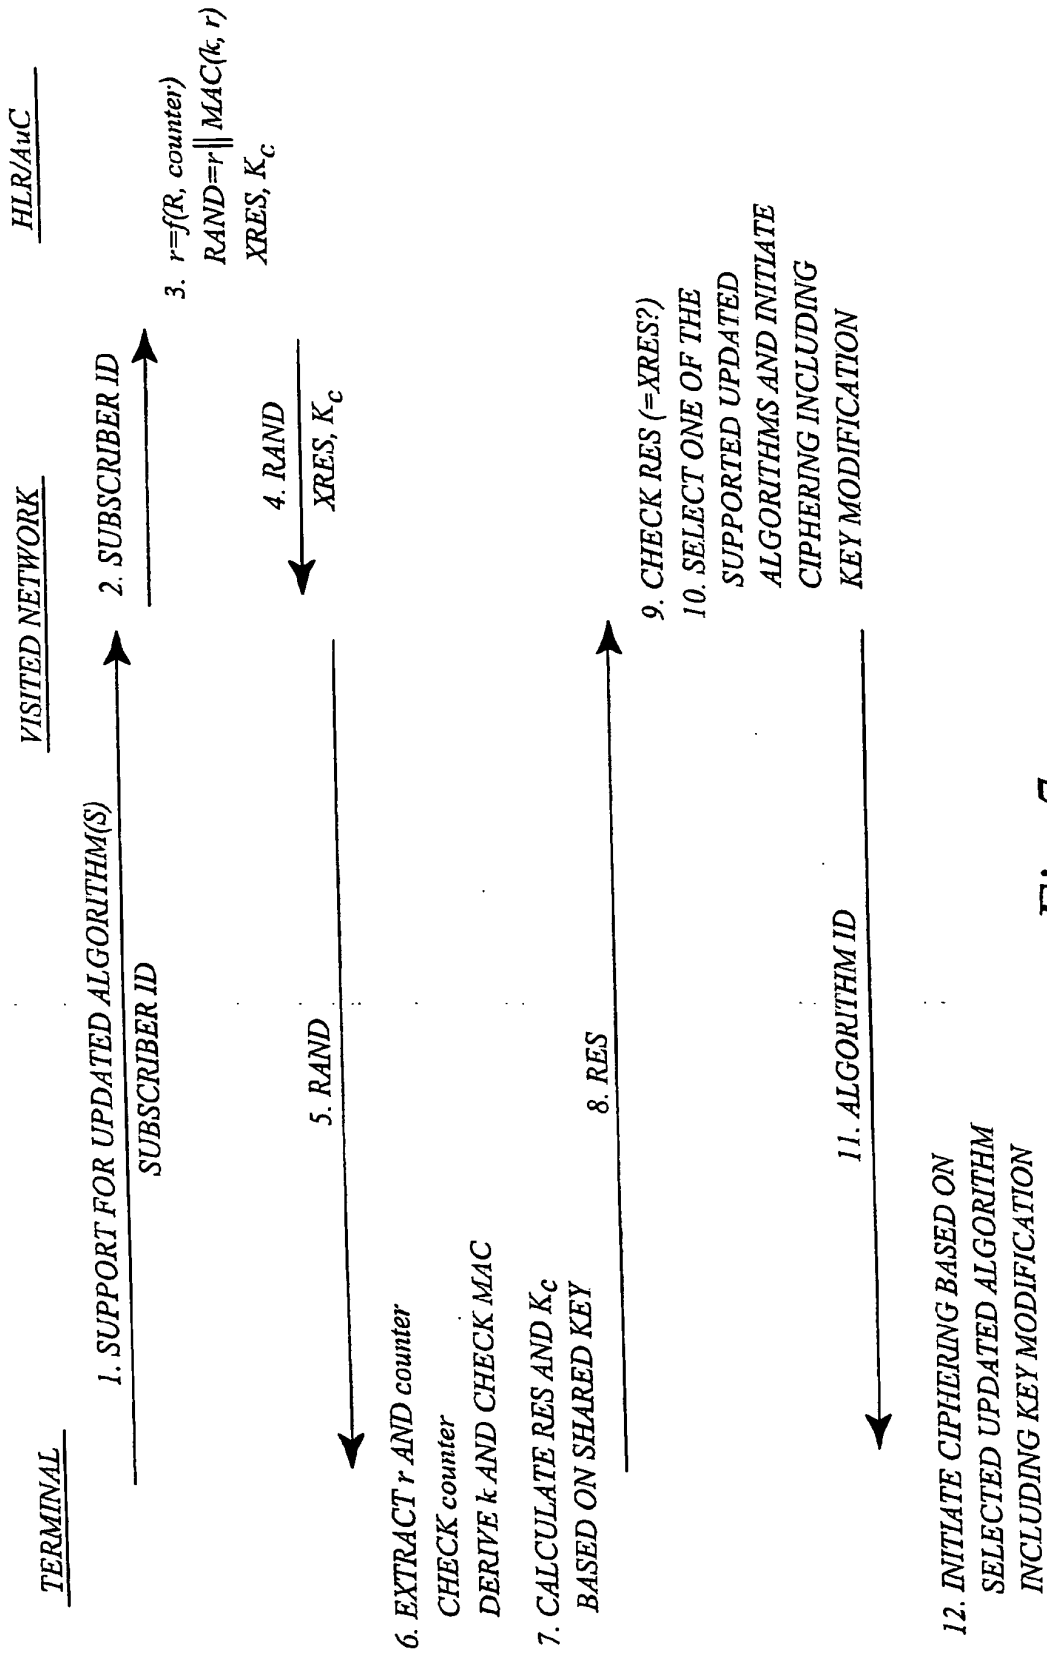 TERMINAL
VISITED NETWORK
HLR/AuC
1. SUPPORT FOR UPDATED ALGORITHM(S)
SUBSCRIBER ID
2. SUBSCRIBER ID
3. r=f(R, counter)
RAND=r||MAC(k, r)
XRES, Kc
4. RAND
XRES, Kc
5. RAND
6. EXTRACT r AND counter
CHECK counter
DERIVE k AND CHECK MAC
7. CALCULATE RES AND Kc
BASED ON SHARED KEY
8. RES
9. CHECK RES (=XRES?)
10. SELECT ONE OF THE
SUPPORTED UPDATED
ALGORITHMS AND INITIATE
CIPHERING INCLUDING
KEY MODIFICATION
11. ALGORITHM ID
12. INITIATE CIPHERING BASED ON
SELECTED UPDATED ALGORITHM
INCLUDING KEY MODIFICATION